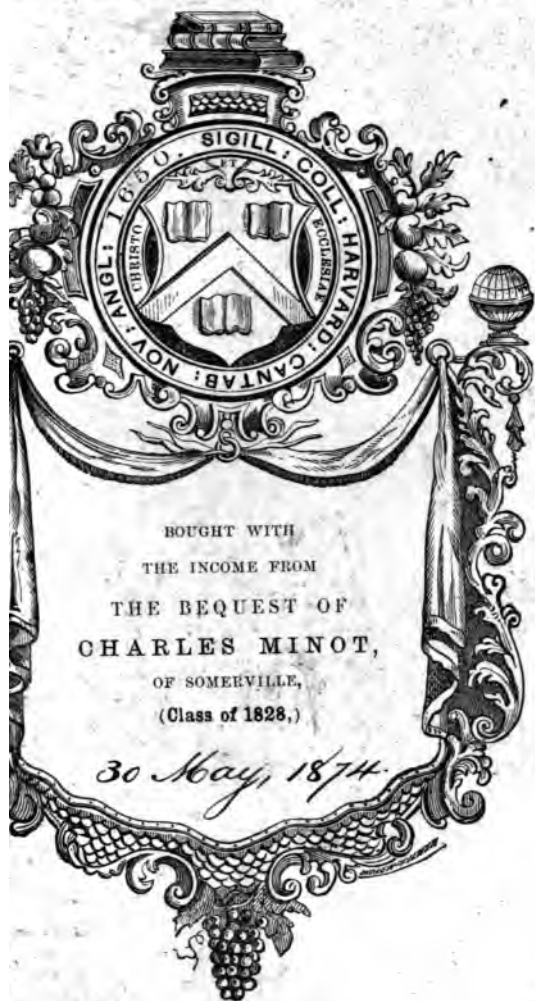 SIGILL: COLL: HARVARD: CANTAB: NOV: ANGL: 1650.
CHRISTO
ET
ECCLESIAE
BOUGHT WITH
THE INCOME FROM
THE BEQUEST OF
CHARLES MINOT,
OF SOMERVILLE,
(Class of 1828,)
30 May, 1874.